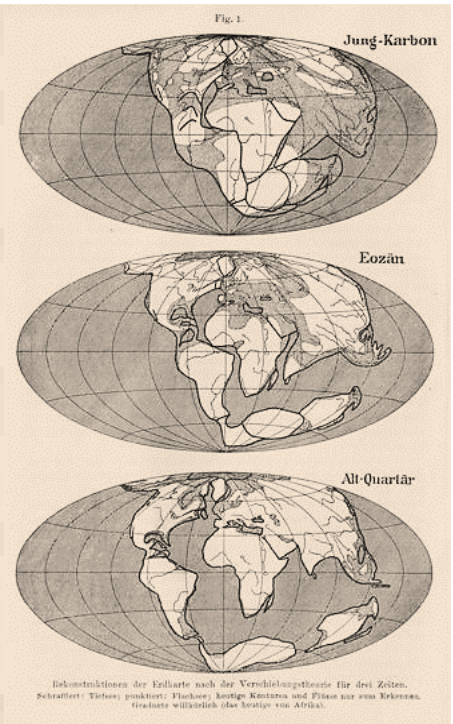 Fig. 1.
Jung-Karbon
Eozän
Alt-Quartär
Rekonstruktionen der Erdkarte nach der Verschiebungstheorie für drei Zeiten.
Schraffiert: Tiefsee; punktiert: Flachsee; heutige Konturen und Flüsse nur zum Erkennen.
Gradnetz willkürlich (das heutige von Afrika).